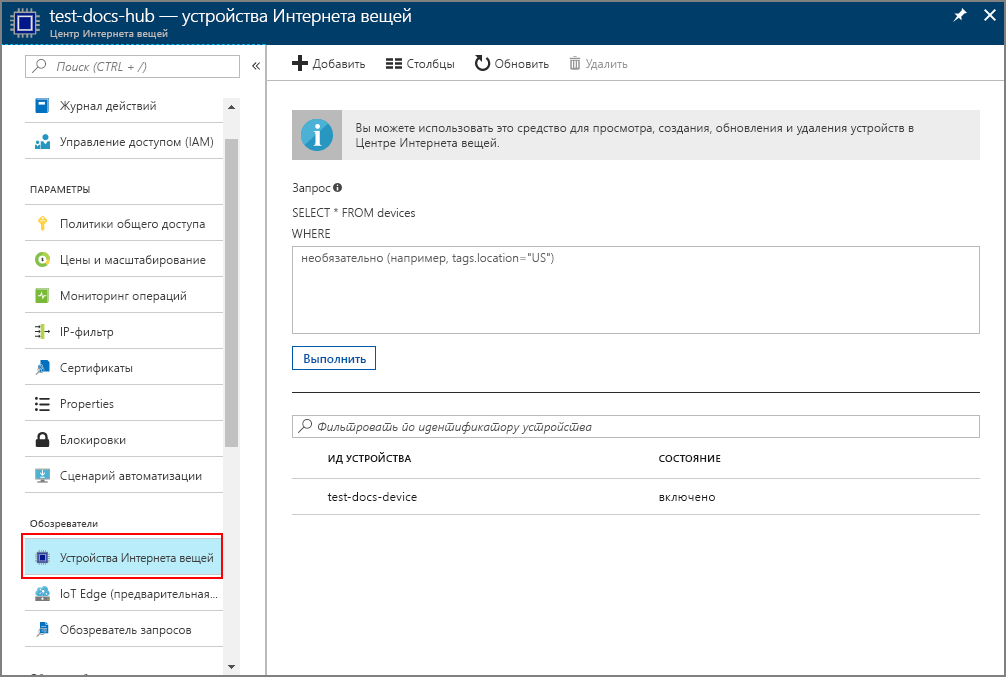 test-docs-hub — устройства Интернета вещей
Центр Интернета вещей
Поиск (CTRL + /)
«
Журнал действий
Управление доступом (IAM)
ПАРАМЕТРЫ
Политики общего доступа
Цены и масштабирование
Мониторинг операций
IP-фильтр
Сертификаты
Properties
Блокировки
Сценарий автоматизации
Обозреватели
Устройства Интернета вещей
IoT Edge (предварительная...
Обозреватель запросов
Добавить
Столбцы
Обновить
Удалить
Вы можете использовать это средство для просмотра, создания, обновления и удаления устройств в
Центре Интернета вещей.
Запрос
SELECT * FROM devices
WHERE
необязательно (например, tags.location="US")
Выполнить
Фильтровать по идентификатору устройства
ИД УСТРОЙСТВА СОСТОЯНИЕ
test-docs-device включено